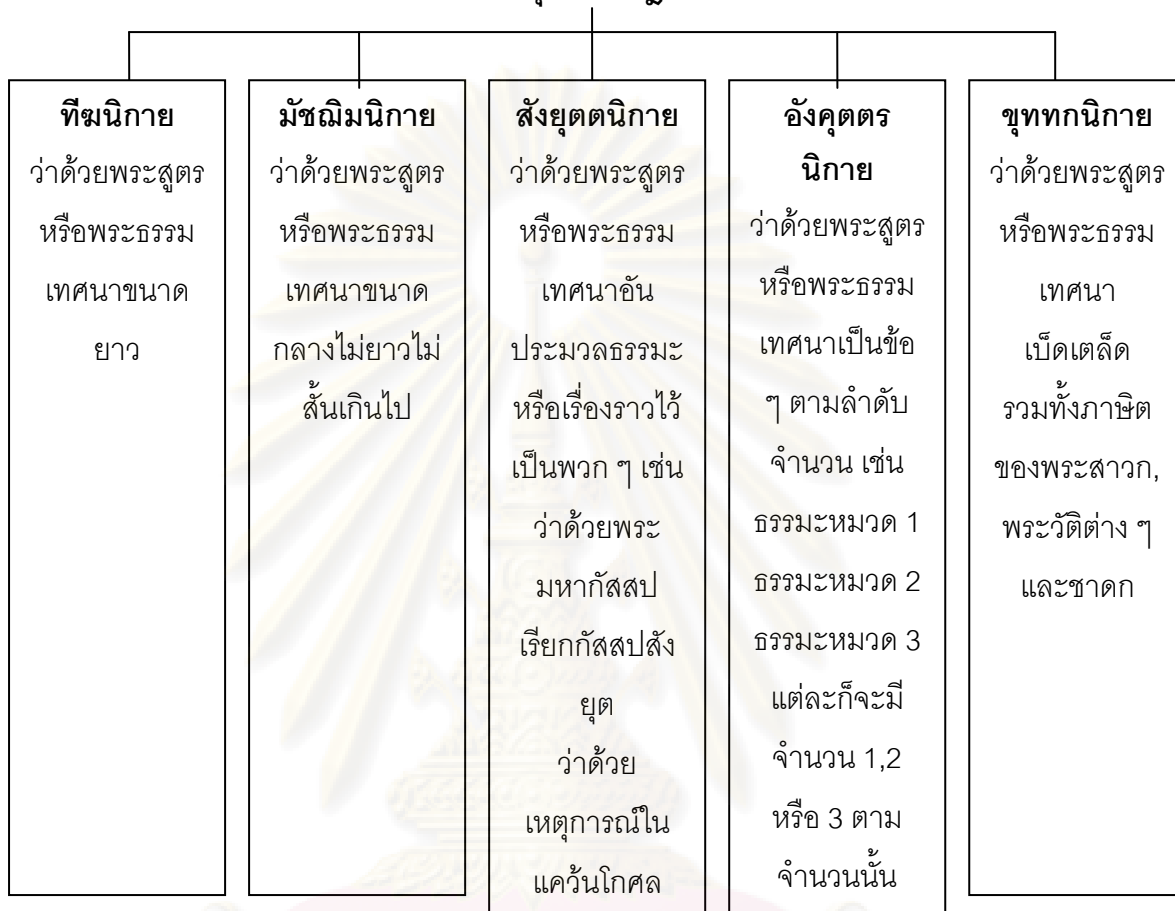 ทีฆนิกาย
ว่าด้วยพระสูตร
หรือพระธรรม
เทศนาขนาด
ยาว
มัชฌิมนิกาย
ว่าด้วยพระสูตร
หรือพระธรรม
เทศนาขนาด
กลางไม่ยาวไม่
สั้นเกินไป
สังยุตตนิกาย
ว่าด้วยพระสูตร
หรือพระธรรม
เทศนาอัน
ประมวลธรรมะ
หรือเรื่องราวไว้
เป็นพวก ๆ เช่น
ว่าด้วยพระ
มหากัสสป
เรียกกัสสปสัง
ยุต
ว่าด้วย
เหตุการณ์ใน
แคว้นโกศล
อังคุตตร
นิกาย
ว่าด้วยพระสูตร
หรือพระธรรม
เทศนาเป็นข้อ
ๆ ตามลำดับ
จำนวน เช่น
ธรรมะหมวด 1
ธรรมะหมวด 2
ธรรมะหมวด 3
แต่ละก็จะมี
จำนวน 1,2
หรือ 3 ตาม
จำนวนนั้น
ขุททกนิกาย
ว่าด้วยพระสูตร
หรือพระธรรม
เทศนา
เบ็ดเตล็ด
รวมทั้งภาษิต
ของพระสาวก,
พระวัติต่าง ๆ
และชาดก